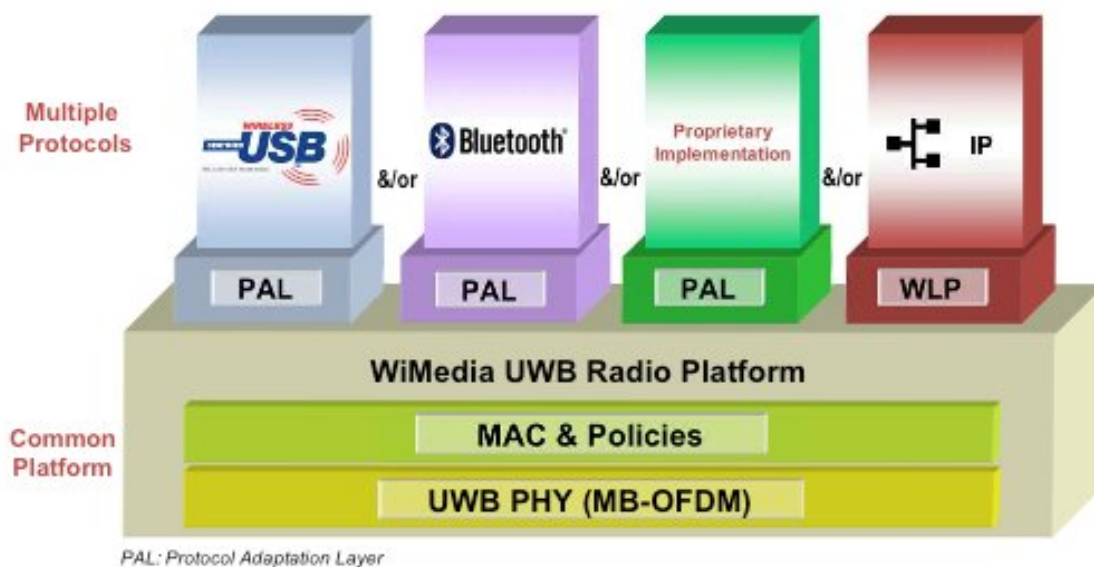 Multiple
Protocols
WIRELESS
USB
&/or
Bluetooth®
&/or
Proprietary
Implementation
&/or
IP
PAL
PAL
PAL
WLP
WiMedia UWB Radio Platform
Common
Platform
MAC & Policies
UWB PHY (MB-OFDM)
PAL: Protocol Adaptation Layer